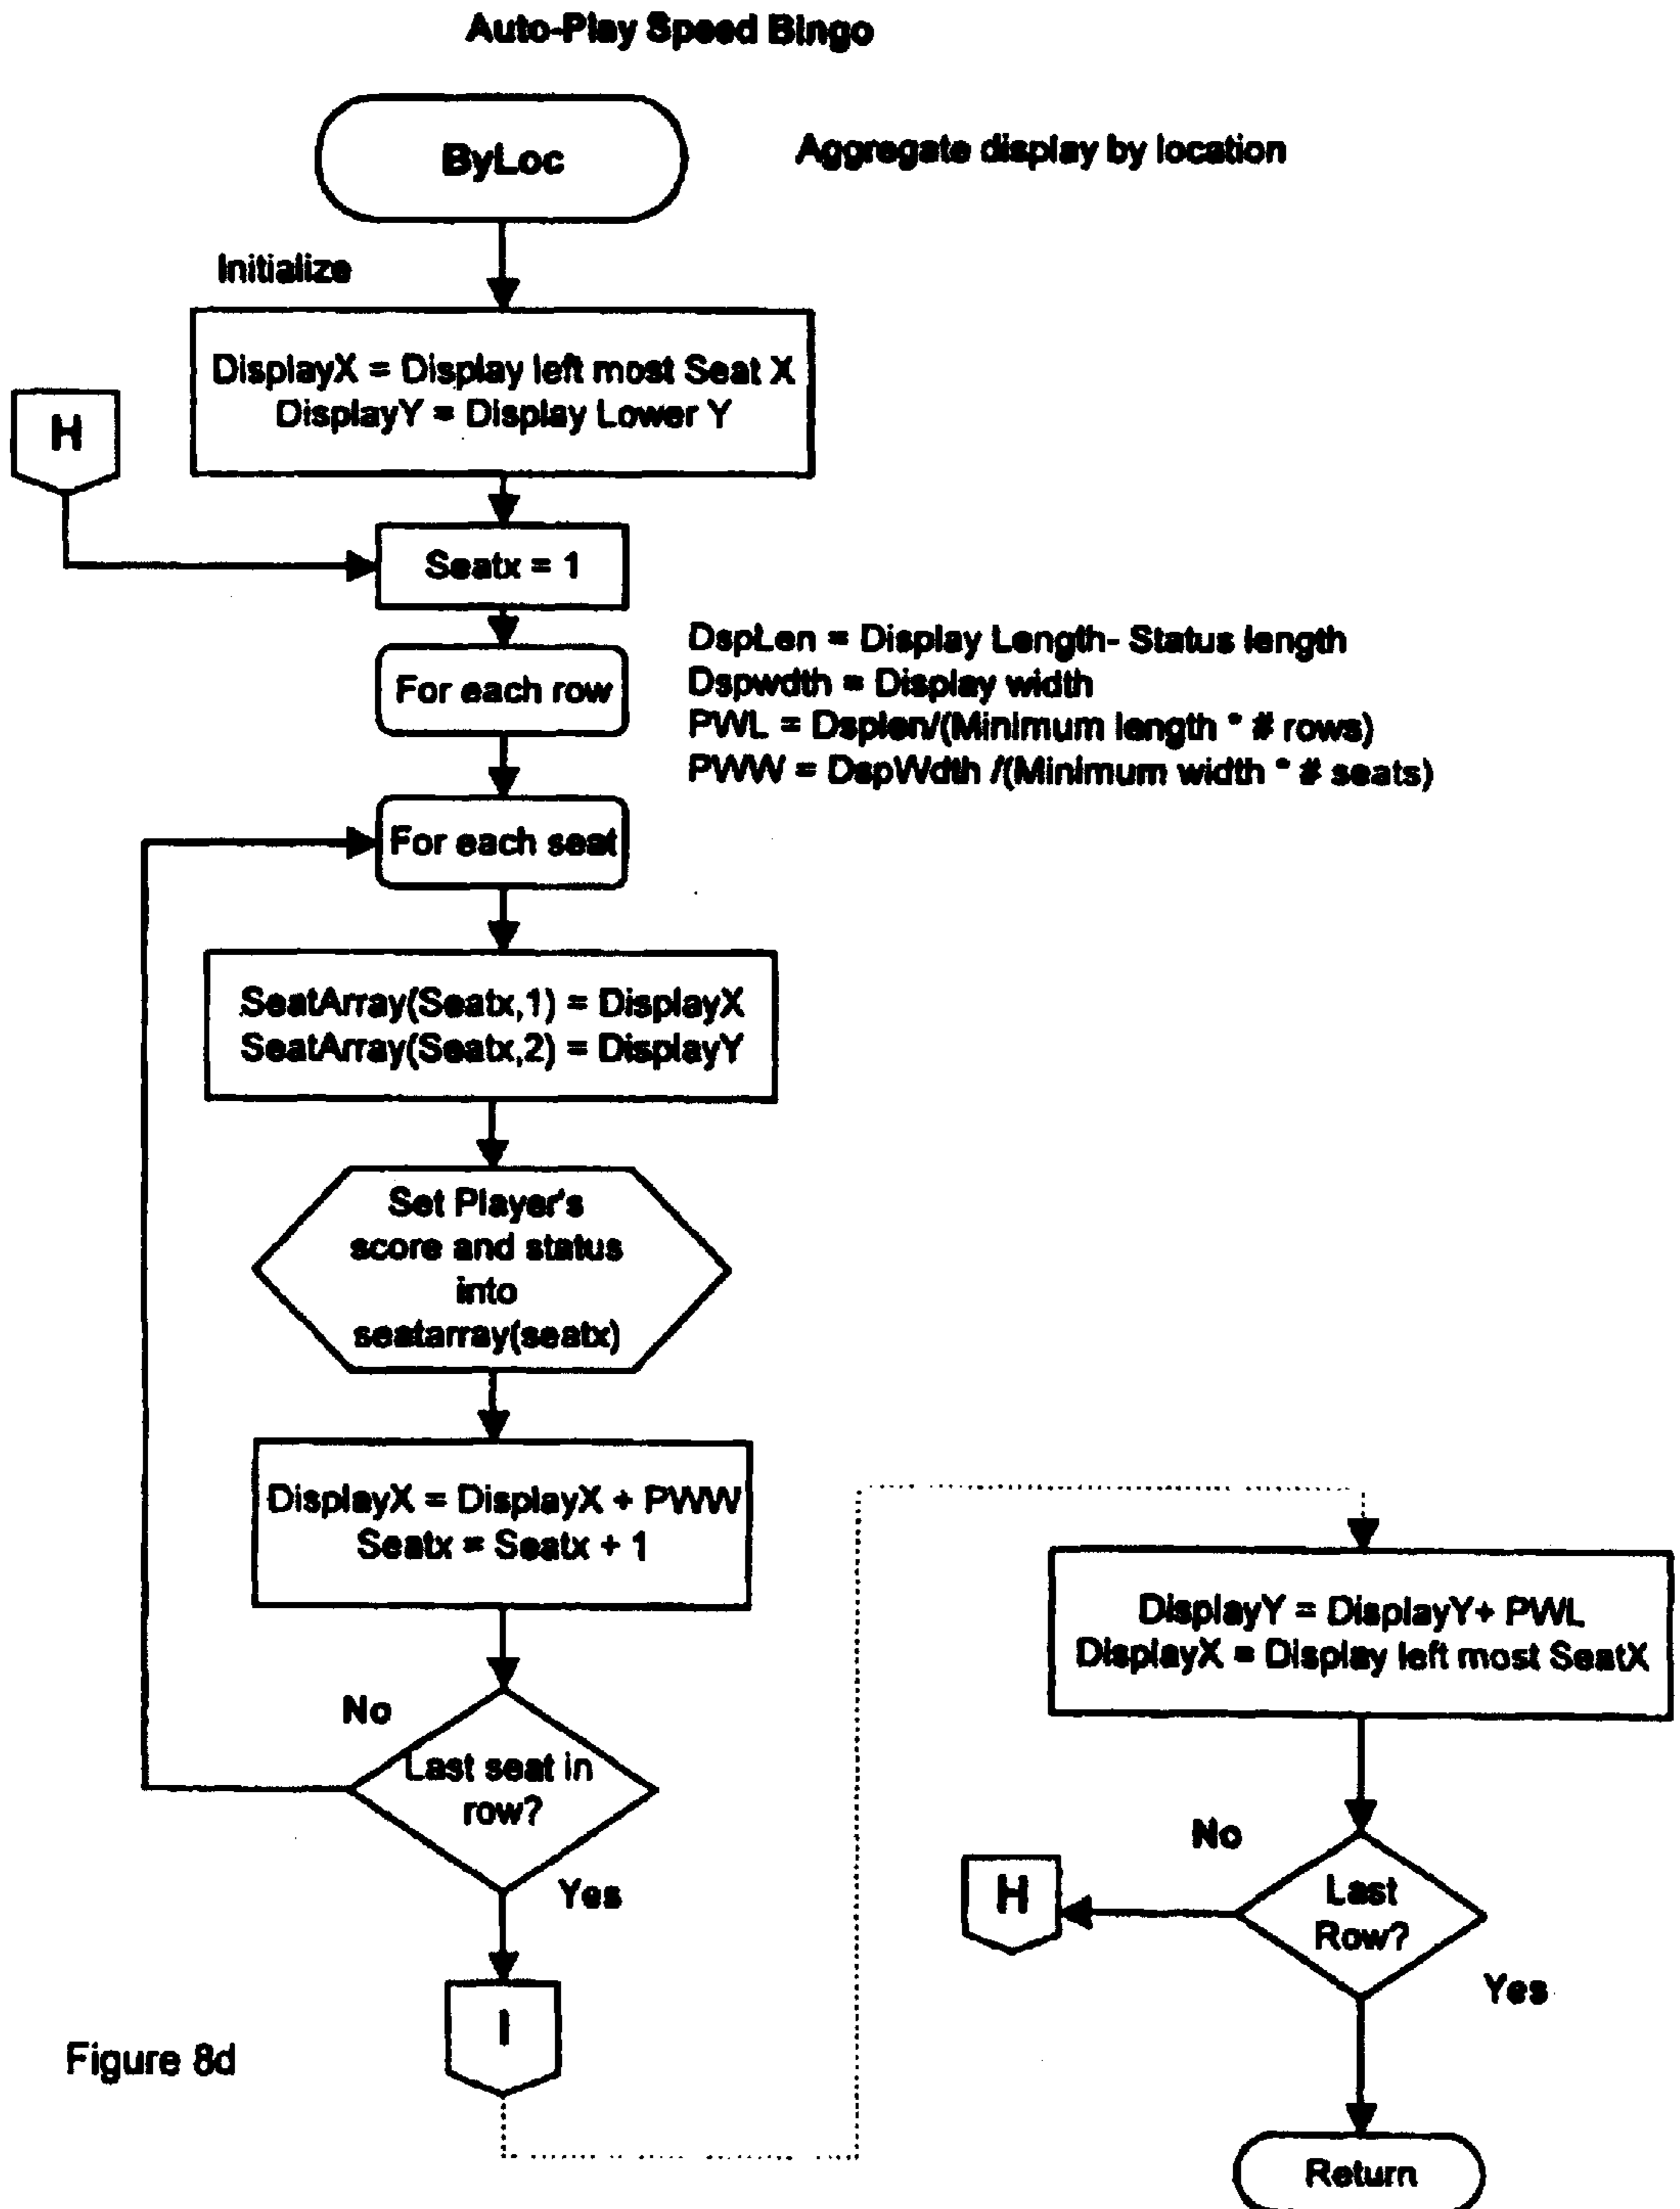 Auto-Play Speed Bingo
ByLoc
Aggregate display by location
Initialize
DisplayX = Display left most Seat X
DisplayY = Display Lower Y
H
Seatx = 1
For each row
DspLen = Display Length- Status length
Dspwdth = Display width
PWL = Dsplen/(Minimum length * # rows)
PWW = DspWdth /(Minimum width * # seats)
For each seat
SeatArray(Seatx,1) = DisplayX
SeatArray(Seatx,2) = DisplayY
Set Player's
score and status
into
seatarray(seatx)
DisplayX = DisplayX + PWW
Seatx = Seatx + 1
No
Last seat in
row?
Yes
I
DisplayY = DisplayY+ PWL
DisplayX = Display left most SeatX
No
H
Last
Row?
Yes
Return
Figure 8d